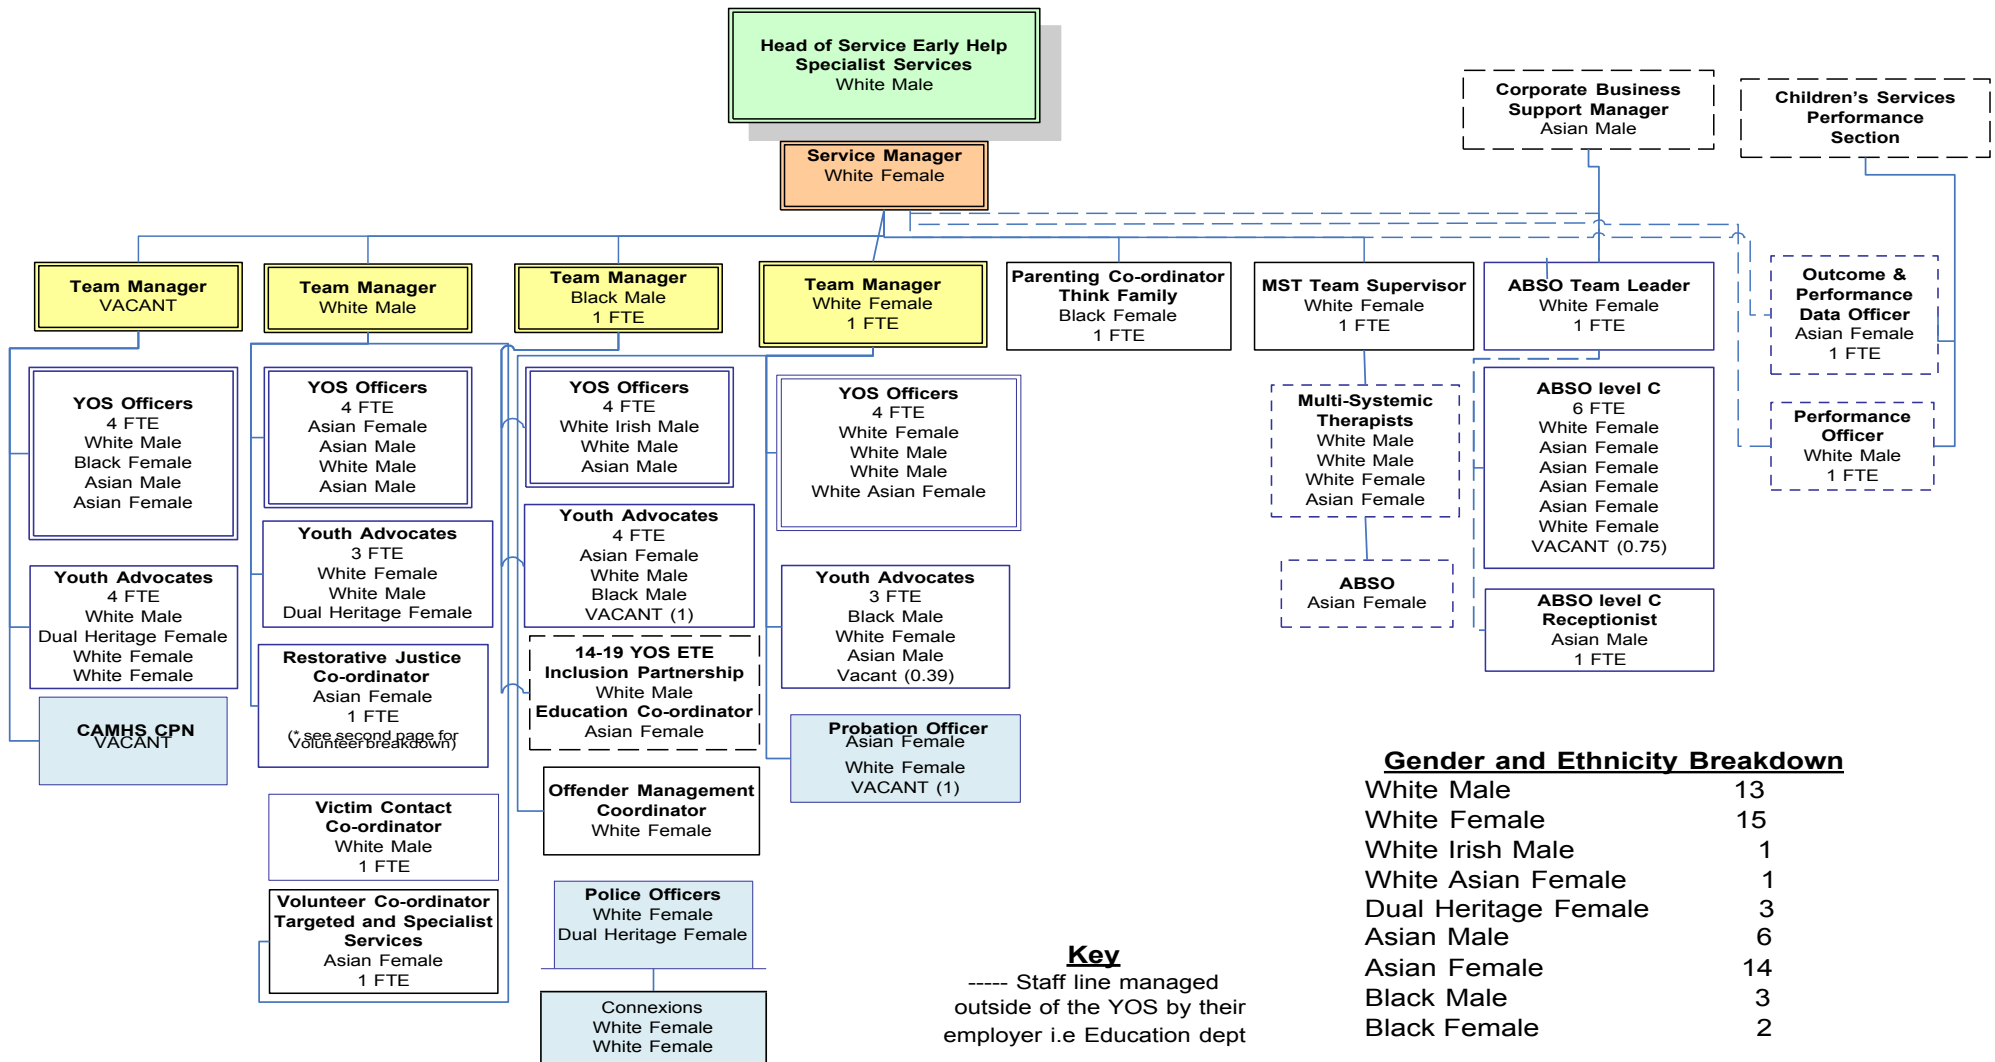 Head of Service Early Help
Specialist Services
White Male
Corporate Business
Support Manager
Asian Male
Children’s Services
Performance
Section
Service Manager
White Female
Team Manager
VACANT
Team Manager
White Male
Team Manager
Black Male
1 FTE
Team Manager
White Female
1 FTE
Parenting Co-ordinator
Think Family
Black Female
1 FTE
MST Team Supervisor
White Female
1 FTE
ABSO Team Leader
White Female
1 FTE
Outcome &
Performance
Data Officer
Asian Female
1 FTE
YOS Officers
4 FTE
White Male
Black Female
Asian Male
Asian Female
YOS Officers
4 FTE
Asian Female
Asian Male
White Male
Asian Male
YOS Officers
4 FTE
White Irish Male
White Male
Asian Male
YOS Officers
4 FTE
White Female
White Male
White Male
White Asian Female
Multi-Systemic
Therapists
White Male
White Male
White Female
Asian Female
ABSO level C
6 FTE
White Female
Asian Female
Asian Female
Asian Female
Asian Female
White Female
VACANT (0.75)
Performance
Officer
White Male
1 FTE
Youth Advocates
4 FTE
White Male
Dual Heritage Female
White Female
White Female
Youth Advocates
3 FTE
White Female
White Male
Dual Heritage Female
Youth Advocates
4 FTE
Asian Female
White Male
Black Male
VACANT (1)
Youth Advocates
3 FTE
Black Male
White Female
Asian Male
Vacant (0.39)
ABSO
Asian Female
ABSO level C
Receptionist
Asian Male
1 FTE
CAMHS CPN
VACANT
Restorative Justice
Co-ordinator
Asian Female
1 FTE
(* see second page for
Volunteer breakdown)
14-19 YOS ETE
Inclusion Partnership
White Male
Education Co-ordinator
Asian Female
Probation Officer
Asian Female
White Female
VACANT (1)
Victim Contact
Co-ordinator
White Male
1 FTE
Offender Management
Coordinator
White Female
Volunteer Co-ordinator
Targeted and Specialist
Services
Asian Female
1 FTE
Police Officers
White Female
Dual Heritage Female
Connexions
White Female
White Female
Key
----- Staff line managed
outside of the YOS by their
employer i.e Education dept
Gender and Ethnicity Breakdown
White Male 13
White Female 15
White Irish Male 1
White Asian Female 1
Dual Heritage Female 3
Asian Male 6
Asian Female 14
Black Male 3
Black Female 2